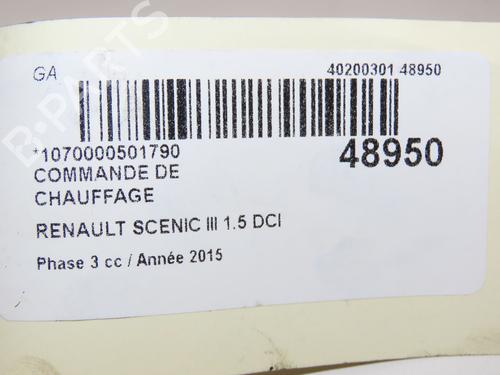 GA
40200301 48950
*1070000501790
48950
COMMANDE DE
CHAUFFAGE
RENAULT SCENIC III 1.5 DCI
Phase 3 cc / Année 2015
B-PARTS